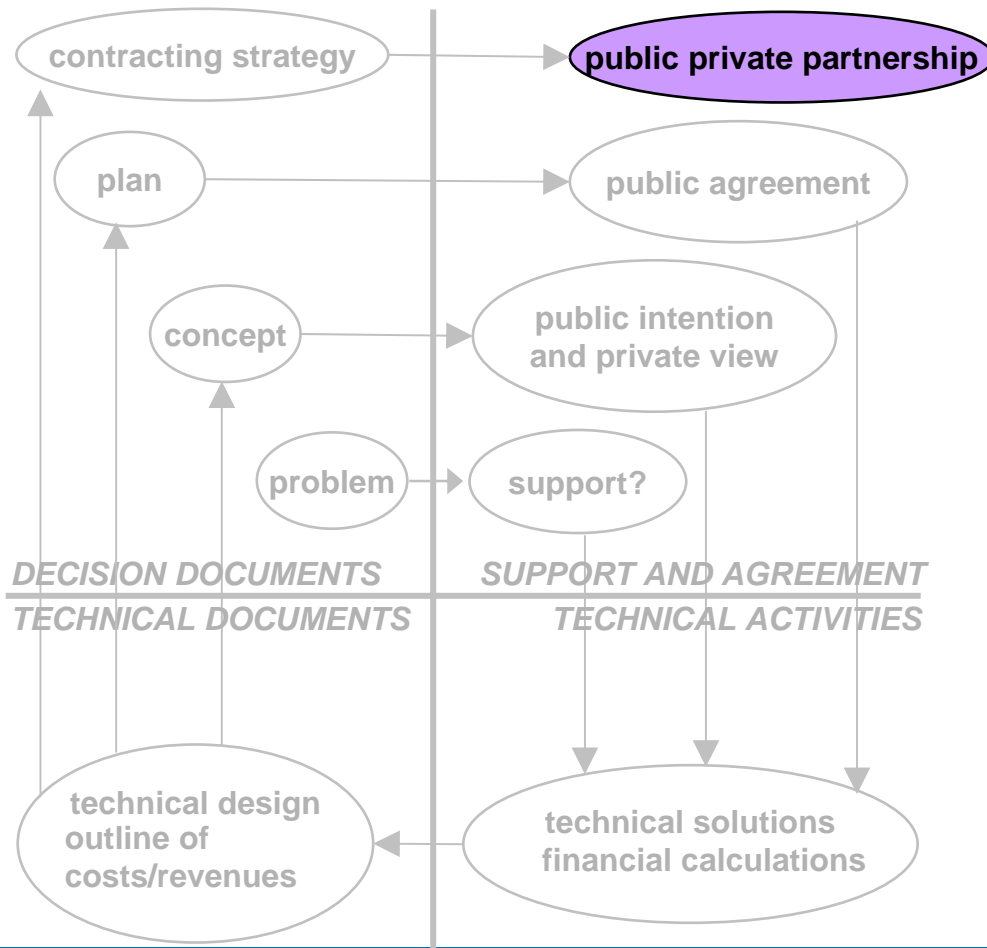 contracting strategy
public private partnership
plan
public agreement
concept
public intention
and private view
problem
support?
DECISION DOCUMENTS
SUPPORT AND AGREEMENT
TECHNICAL DOCUMENTS
TECHNICAL ACTIVITIES
technical design
outline of
costs/revenues
technical solutions
financial calculations